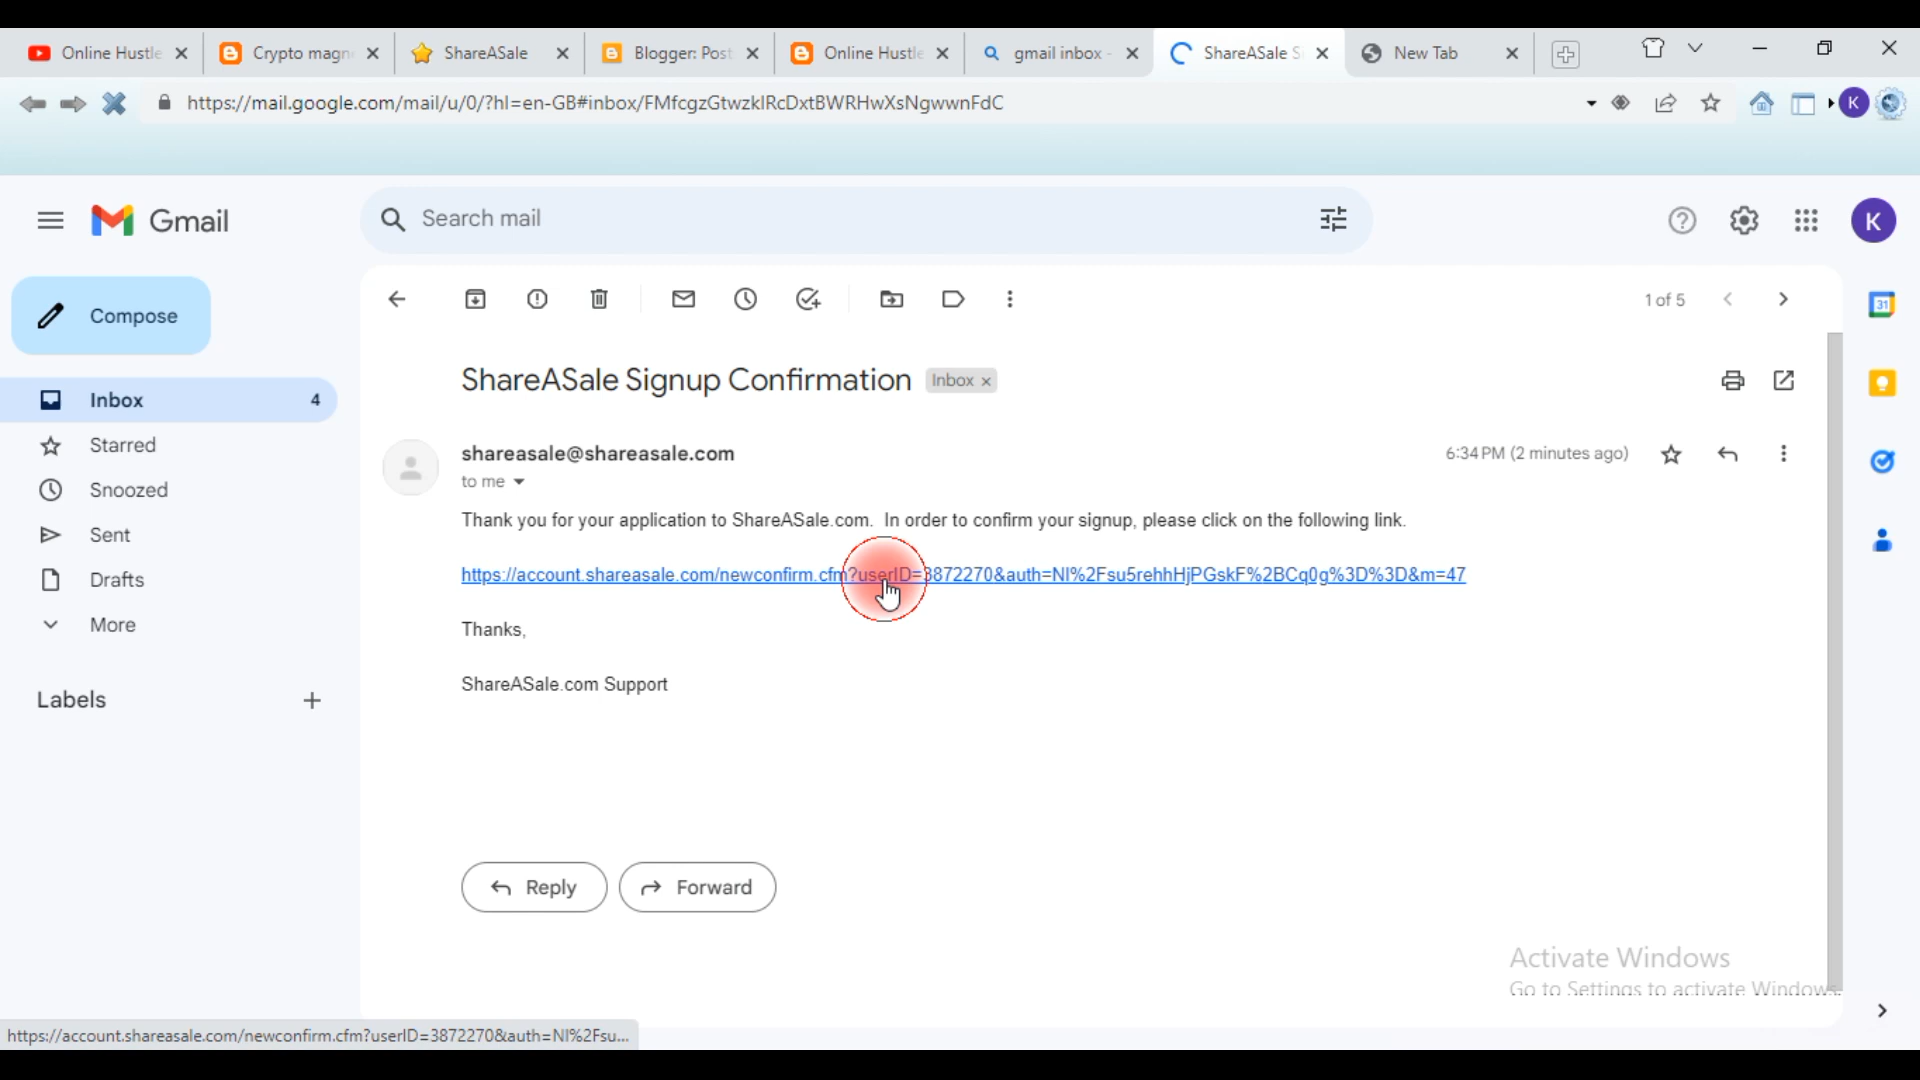 Online Hustle
Crypto magn
ShareASale
Blogger: Post
Online Hustle
gmail inbox -
ShareASale S
New Tab
https://mail.google.com/mail/u/0/?hl=en-GB#inbox/FMfcgzGtwzklRcDxtBWRHwXsNgwwnFdC
K
Gmail
Search mail
K
Compose
1 of 5
31
ShareASale Signup Confirmation
Inbox ×
Inbox 4
Starred
Snoozed
Sent
Drafts
More
Labels
shareasale@shareasale.com
6:34 PM (2 minutes ago)
to me
Thank you for your application to ShareASale.com. In order to confirm your signup, please click on the following link.
https://account.shareasale.com/newconfirm.cfm?userID=3872270&auth=NI%2Fsu5rehhHjPGskF%2BCq0g%3D%3D&m=47
Thanks,
ShareASale.com Support
Reply
Forward
Activate Windows
Go to Settings to activate Windows.
https://account.shareasale.com/newconfirm.cfm?userID=3872270&auth=NI%2Fsu...